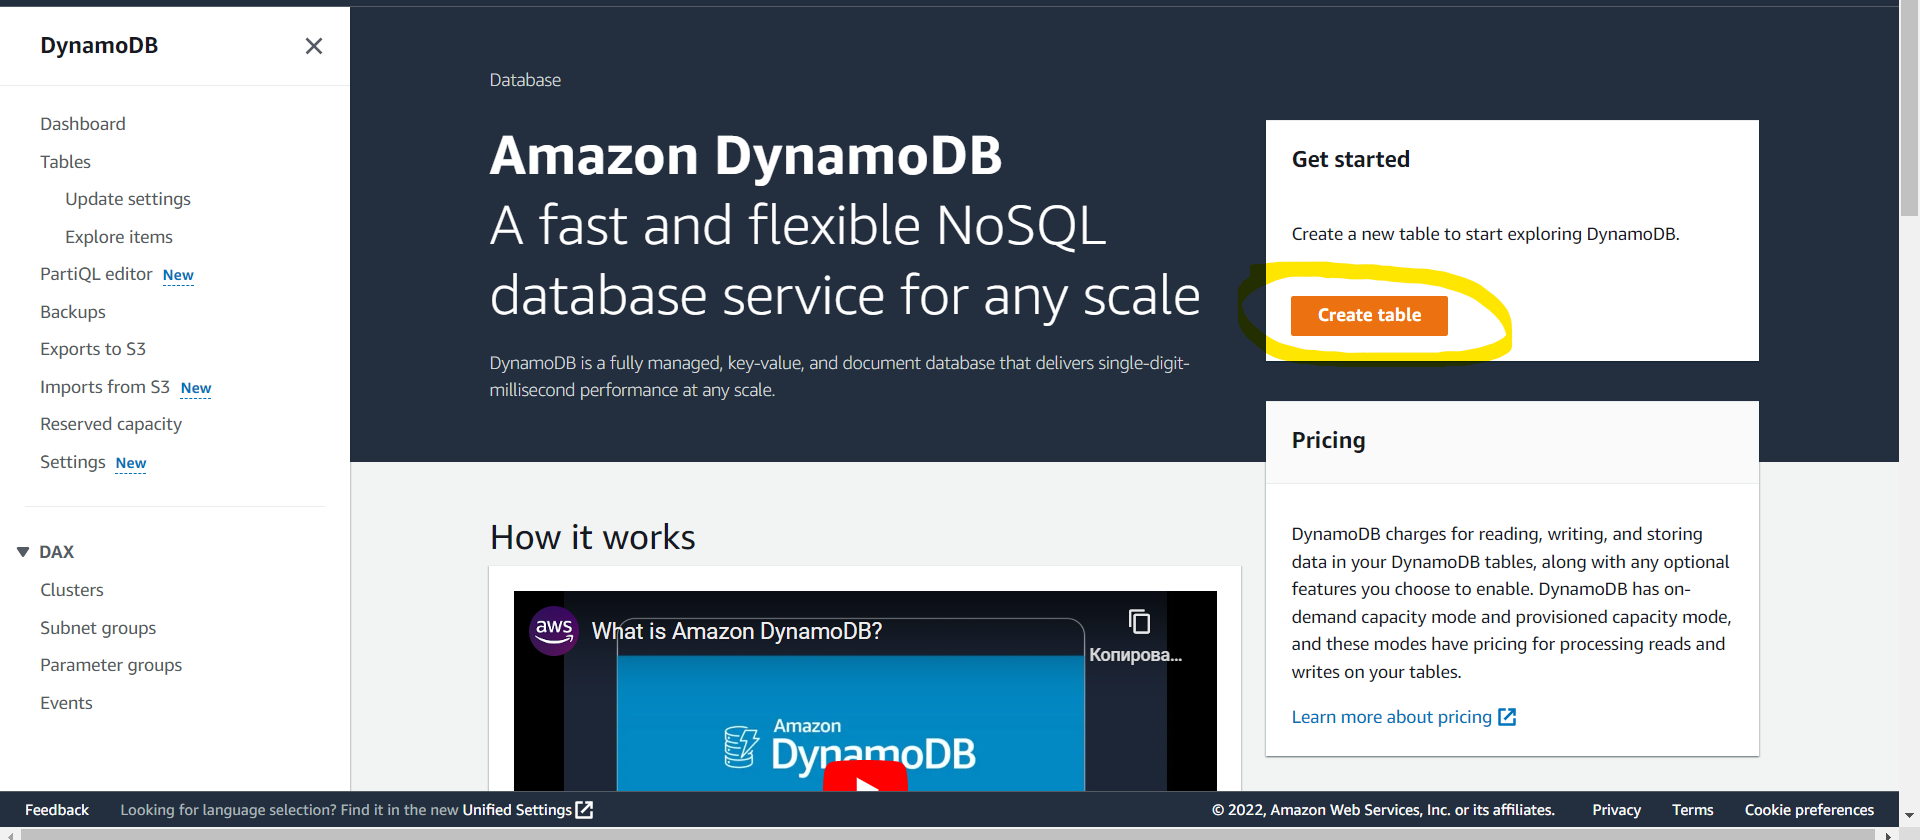 DynamoDB
Dashboard
Tables
Update settings
Explore items
PartiQL editor New
Backups
Exports to S3
Imports from S3 New
Reserved capacity
Settings New
DAX
Clusters
Subnet groups
Parameter groups
Events
Database
Amazon DynamoDB
A fast and flexible NoSQL
database service for any scale
DynamoDB is a fully managed, key-value, and document database that delivers single-digit-
millisecond performance at any scale.
Get started
Create a new table to start exploring DynamoDB.
Create table
Pricing
DynamoDB charges for reading, writing, and storing
data in your DynamoDB tables, along with any optional
features you choose to enable. DynamoDB has on-
demand capacity mode and provisioned capacity mode,
and these modes have pricing for processing reads and
writes on your tables.
Learn more about pricing
How it works
aws
What is Amazon DynamoDB?
Копирова...
Amazon
DynamoDB
Feedback
Looking for language selection? Find it in the new Unified Settings
© 2022, Amazon Web Services, Inc. or its affiliates.
Privacy
Terms
Cookie preferences